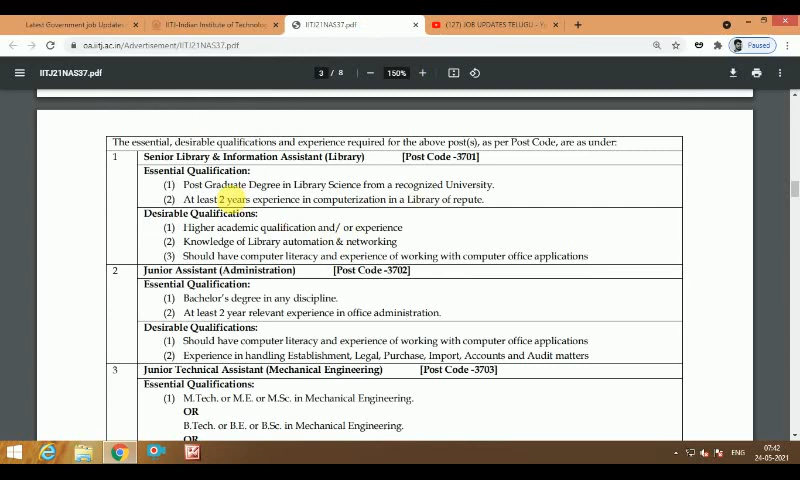 Latest Government job Updates
IITJ-Indian Institute of Technolo
IITJ21NAS37.pdf
(127) JOB UPDATES TELUGU - Yo
oa.iitj.ac.in/Advertisement/IITJ21NAS37.pdf
Paused
IITJ21NAS37.pdf
3 / 8
150%
The essential, desirable qualifications and experience required for the above post(s), as per Post Code, are as under:
1 Senior Library & Information Assistant (Library) [Post Code -3701]
Essential Qualification:
(1) Post Graduate Degree in Library Science from a recognized University.
(2) At least 2 years experience in computerization in a Library of repute.
Desirable Qualifications:
(1) Higher academic qualification and/ or experience
(2) Knowledge of Library automation & networking
(3) Should have computer literacy and experience of working with computer office applications
2 Junior Assistant (Administration) [Post Code -3702]
Essential Qualification:
(1) Bachelor's degree in any discipline.
(2) At least 2 year relevant experience in office administration.
Desirable Qualifications:
(1) Should have computer literacy and experience of working with computer office applications
(2) Experience in handling Establishment, Legal, Purchase, Import, Accounts and Audit matters
3 Junior Technical Assistant (Mechanical Engineering) [Post Code -3703]
Essential Qualifications:
(1) M.Tech. or M.E. or M.Sc. in Mechanical Engineering.
OR
B.Tech. or B.E. or B.Sc. in Mechanical Engineering.
OR
ENG
07:42
24-05-2021